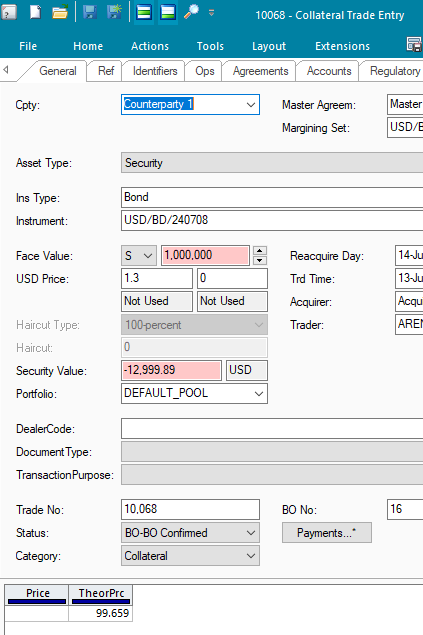 10068 - Collateral Trade Entry
File Home Actions Tools Layout Extensions
General Ref Identifiers Ops Agreements Accounts Regulatory
Cpty: Counterparty 1 Master Agreem: Master
Margining Set: USD/B
Asset Type: Security
Ins Type: Bond
Instrument: USD/BD/240708
Face Value: S 1,000,000 Reacquire Day: 14-Ju
USD Price: 1.3 0 Trd Time: 13-Ju
Not Used Not Used Acquirer: Acqu
Haircut Type: 100-percent Trader: AREN
Haircut: 0
Security Value: -12,999.89 USD
Portfolio: DEFAULT_POOL
DealerCode:
DocumentType:
TransactionPurpose:
Trade No: 10,068 BO No: 16
Status: BO-BO Confirmed Payments...*
Category: Collateral
Price TheorPrc
99.659